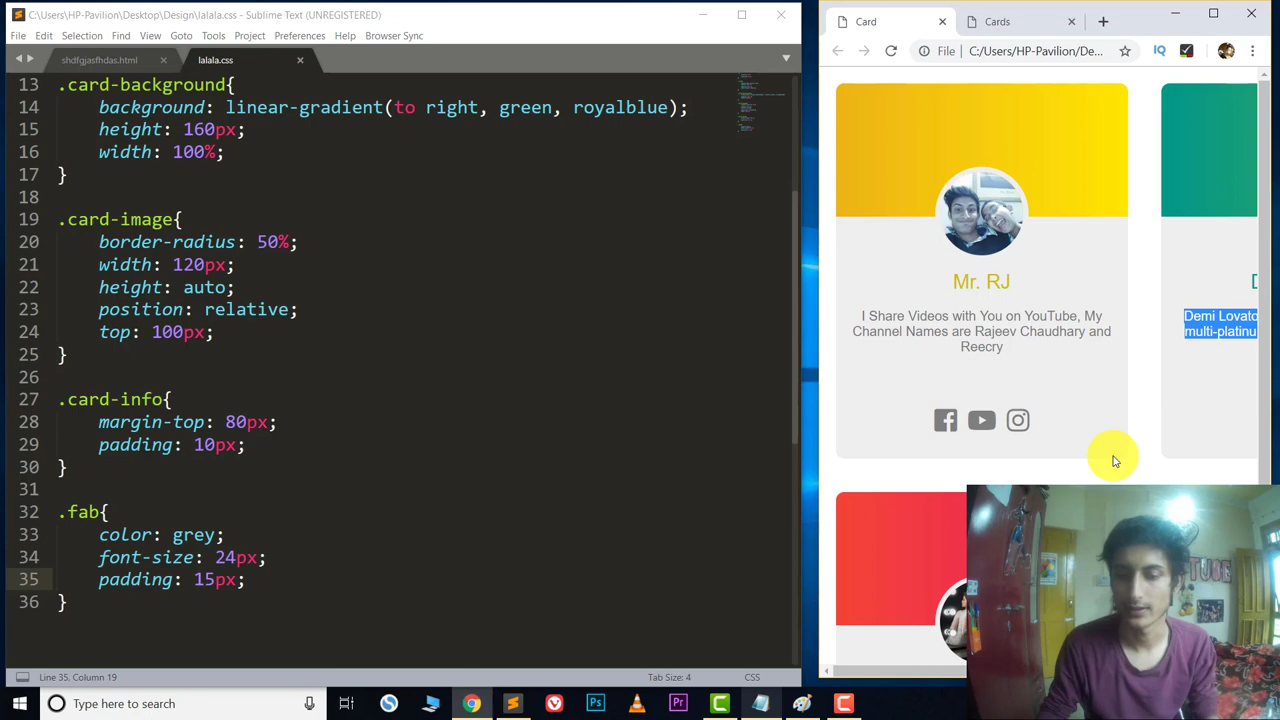 C:\Users\HP-Pavilion\Desktop\Design\lalala.css - Sublime Text (UNREGISTERED)
File Edit Selection Find View Goto Tools Project Preferences Help Browser Sync
shdfgjasfhdas.html
lalala.css
13 .card-background{
14 background: linear-gradient(to right, green, royalblue);
15 height: 160px;
16 width: 100%;
17 }
18
19 .card-image{
20 border-radius: 50%;
21 width: 120px;
22 height: auto;
23 position: relative;
24 top: 100px;
25 }
26
27 .card-info{
28 margin-top: 80px;
29 padding: 10px;
30 }
31
32 .fab{
33 color: grey;
34 font-size: 24px;
35 padding: 15px;
36 }
Line 35, Column 19
Tab Size: 4
CSS
Card
Cards
File C:/Users/HP-Pavilion/De...
IQ
Mr. RJ
I Share Videos with You on YouTube, My
Channel Names are Rajeev Chaudhary and
Reecry
D
Demi Lovato
multi-platinu
TUBE
Type here to search
Ps
Pr